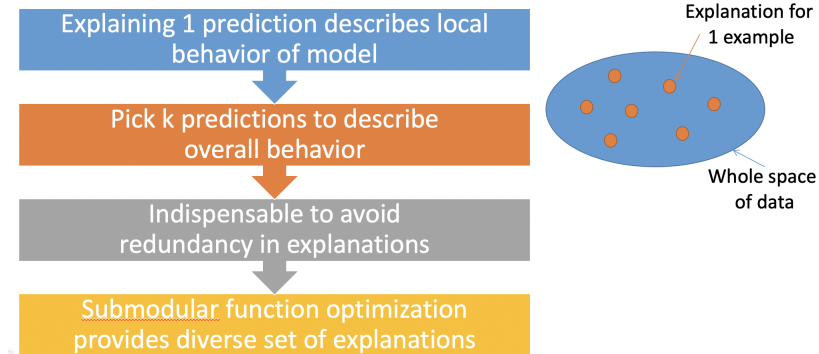 Explaining 1 prediction describes local
behavior of model
Pick k predictions to describe
overall behavior
Indispensable to avoid
redundancy in explanations
Submodular function optimization
provides diverse set of explanations
Explanation for
1 example
Whole space
of data